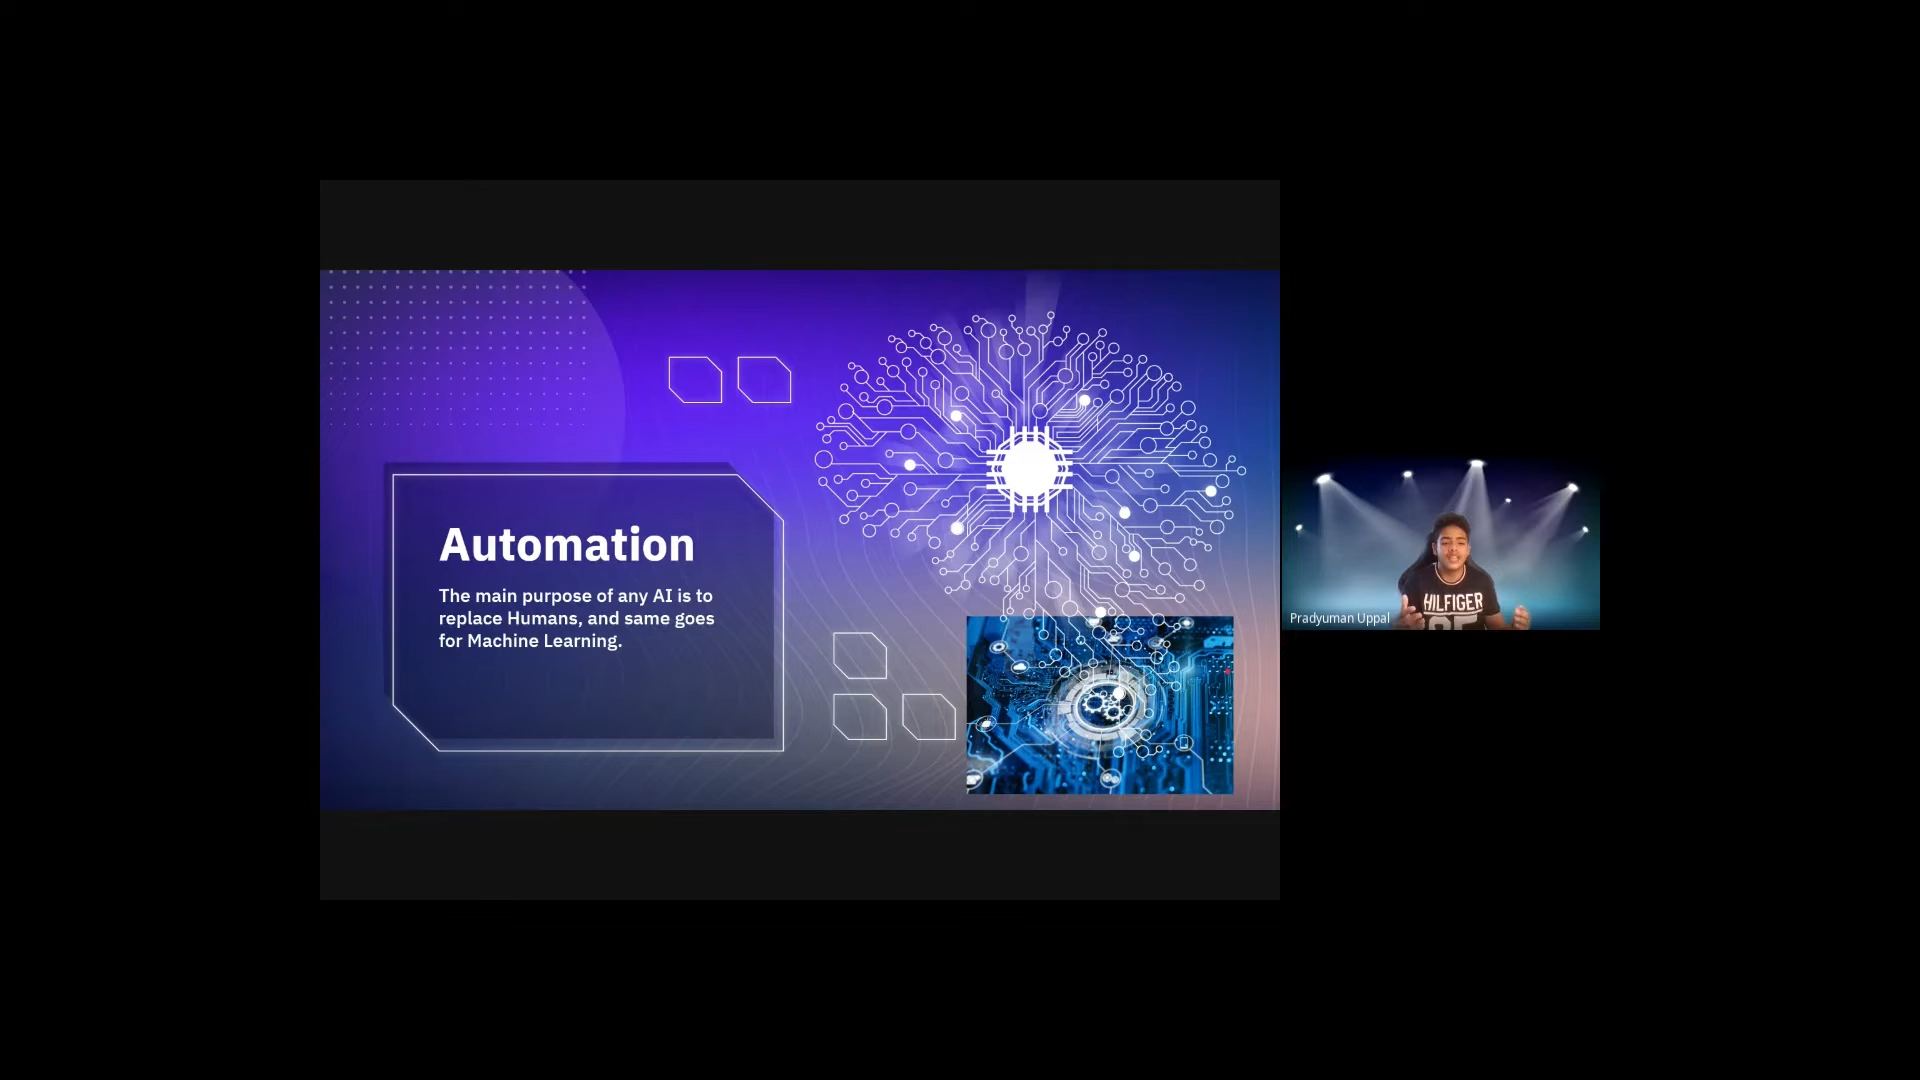 Automation
The main purpose of any AI is to
replace Humans, and same goes
for Machine Learning.
Pradyuman Uppal
HILFIGER